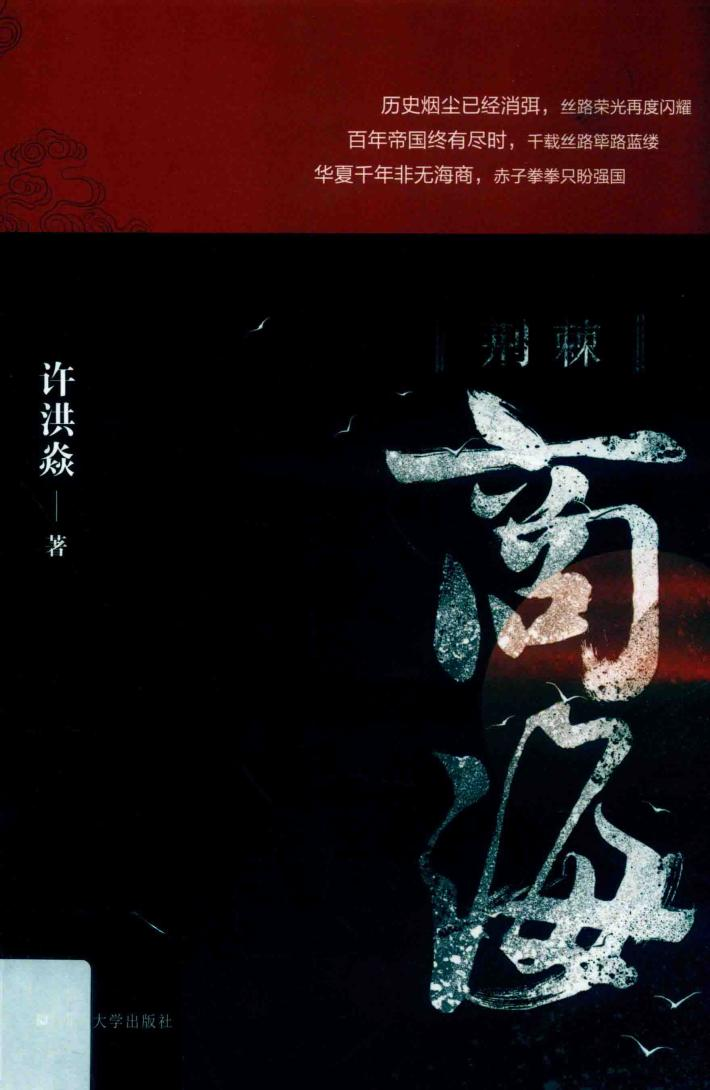 历史烟尘已经消弭，丝路荣光再度闪耀
百年帝国终有尽时，千载丝路筚路蓝缕
华夏千年非无海商，赤子拳拳只盼强国
荆棘
商海
许洪焱
著
大学出版社